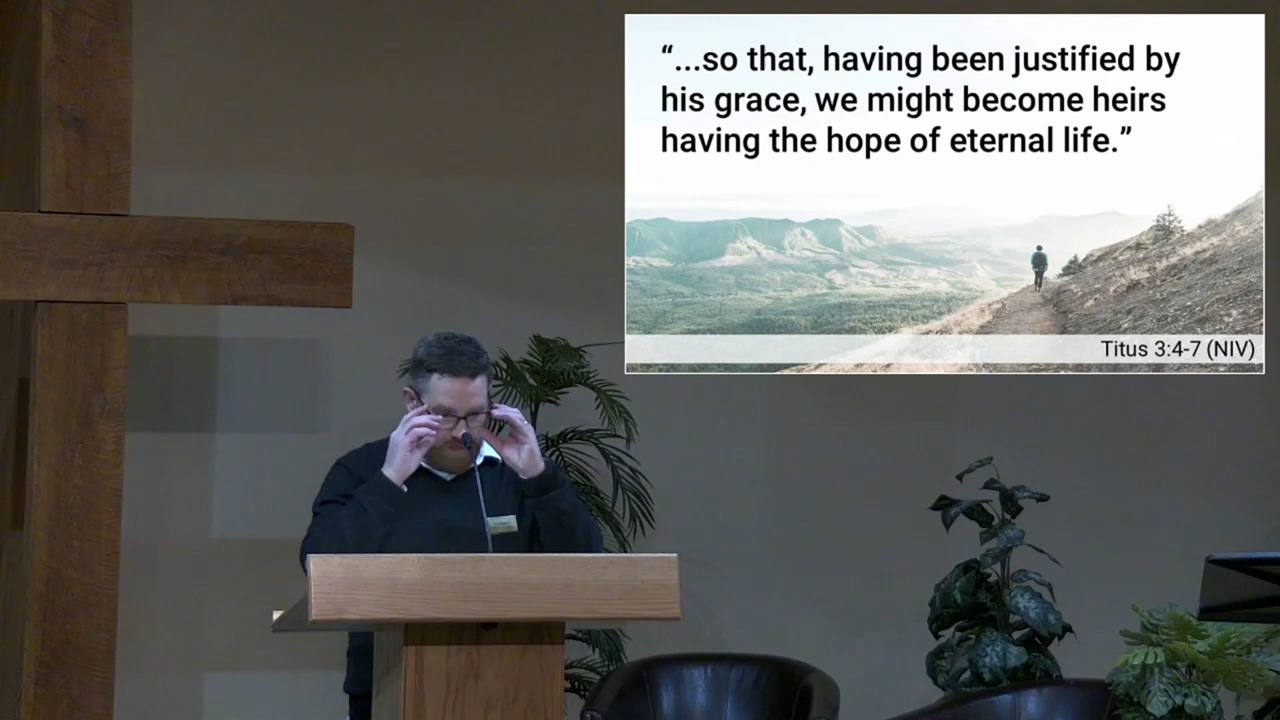 “...so that, having been justified by
his grace, we might become heirs
having the hope of eternal life.”
Titus 3:4-7 (NIV)